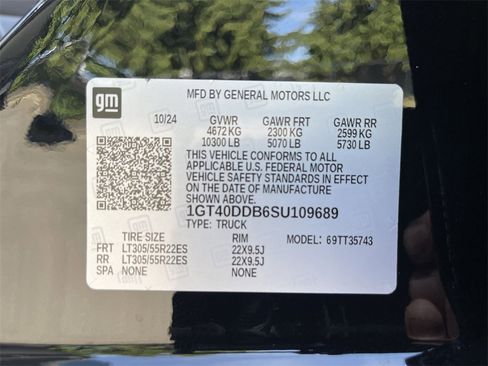 gm
MFD BY GENERAL MOTORS LLC
10/24 GVWR GAWR FRT GAWR RR
4672 KG 2300 KG 2599 KG
10300 LB 5070 LB 5730 LB
THIS VEHICLE CONFORMS TO ALL
APPLICABLE U.S. FEDERAL MOTOR
VEHICLE SAFETY STANDARDS IN EFFECT
ON THE DATE OF MANUFACTURE
SHOWN ABOVE.
1GT40DDB6SU109689
TYPE: TRUCK
TIRE SIZE RIM MODEL: 69TT35743
FRT LT305/55R22ES 22X9.5J
RR LT305/55R22ES 22X9.5J
SPA NONE NONE